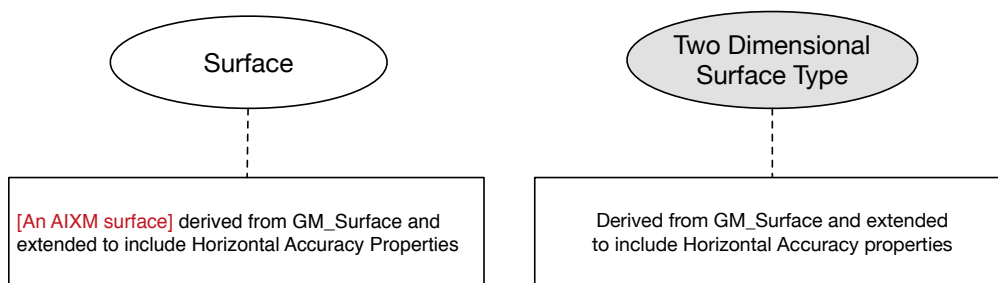 Surface
Two Dimensional
Surface Type
[An AIXM surface] derived from GM_Surface and
extended to include Horizontal Accuracy Properties
Derived from GM_Surface and extended
to include Horizontal Accuracy properties